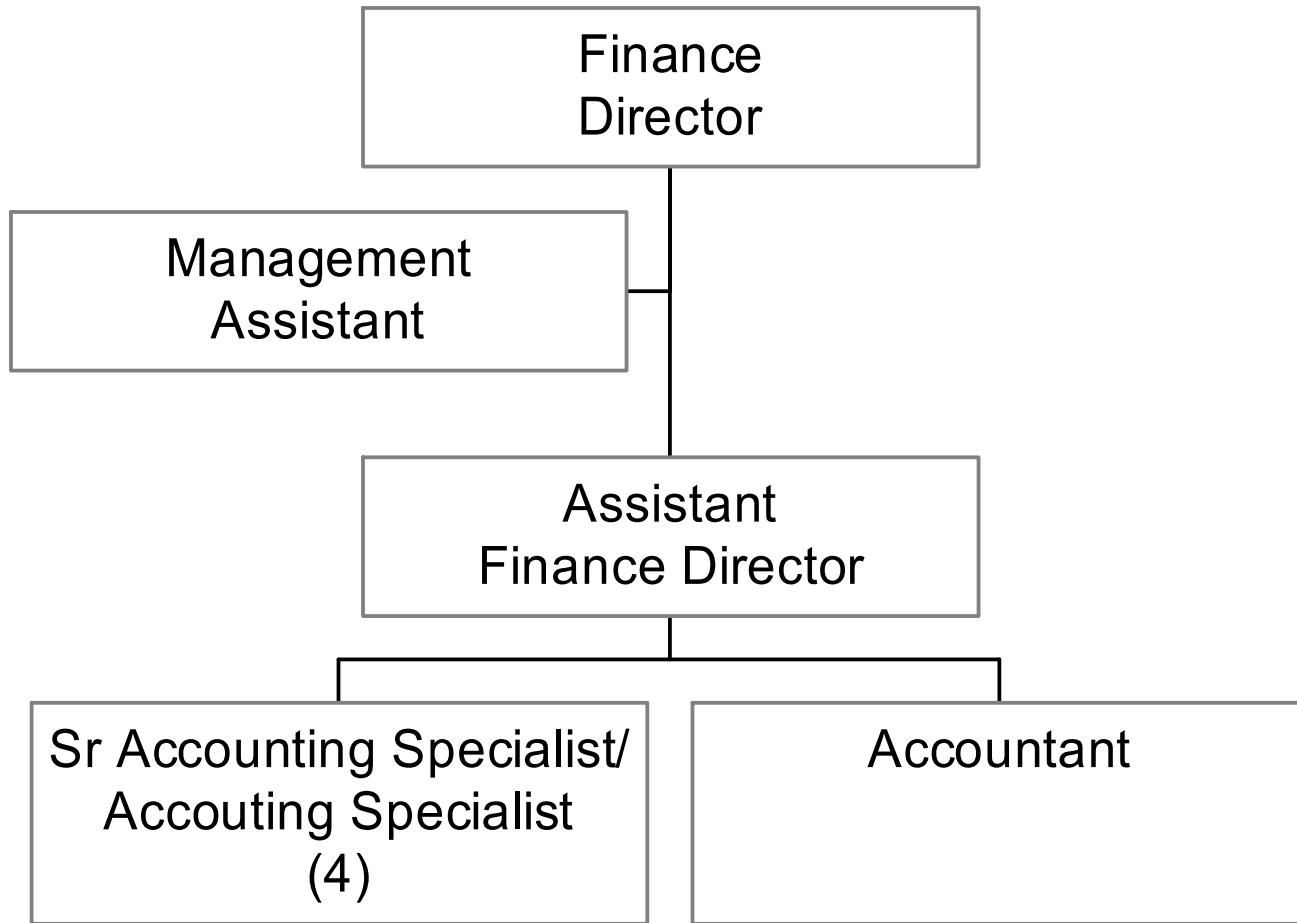 Finance
Director
Management
Assistant
Assistant
Finance Director
Sr Accounting Specialist/
Accouting Specialist
(4)
Accountant